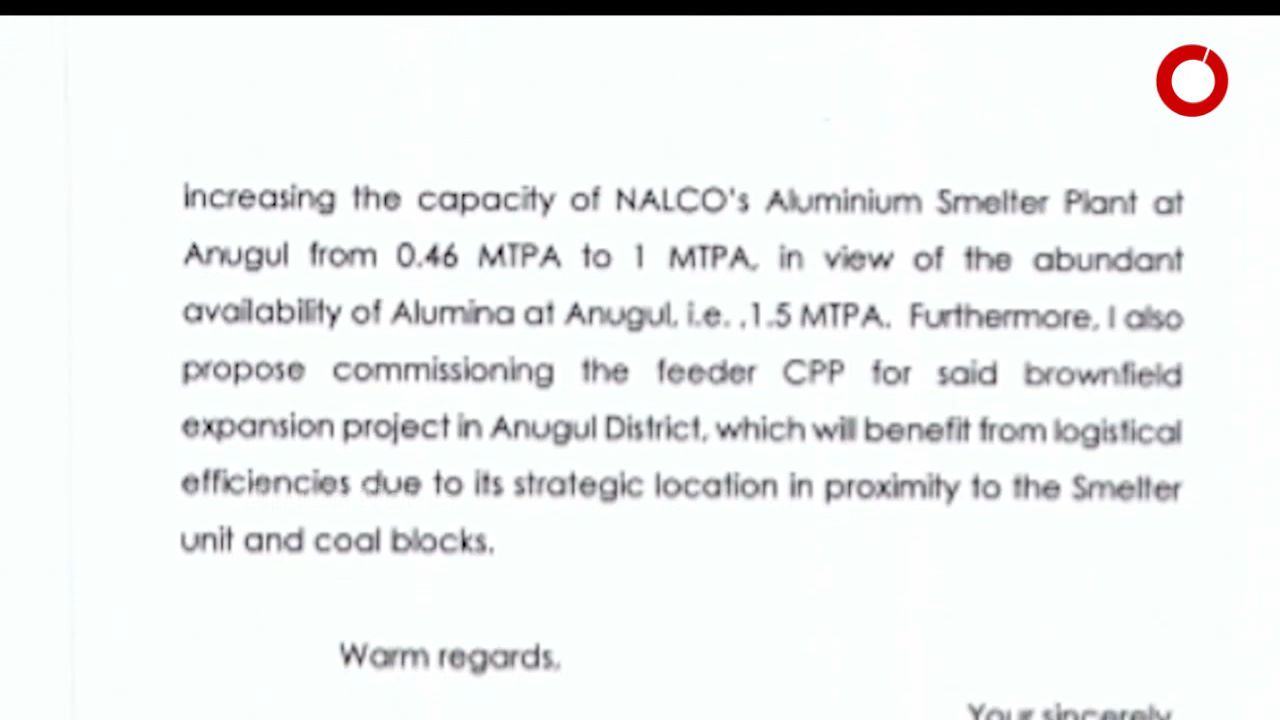 increasing the capacity of NALCO's Aluminium Smelter Plant at
Anugul from 0.46 MTPA to 1 MTPA, in view of the abundant
availability of Alumina at Anugul, i.e. ,1.5 MTPA. Furthermore, I also
propose commissioning the feeder CPP for said brownfield
expansion project in Anugul District, which will benefit from logistical
efficiencies due to its strategic location in proximity to the Smelter
unit and coal blocks.
Warm regards,
Your sincerely,